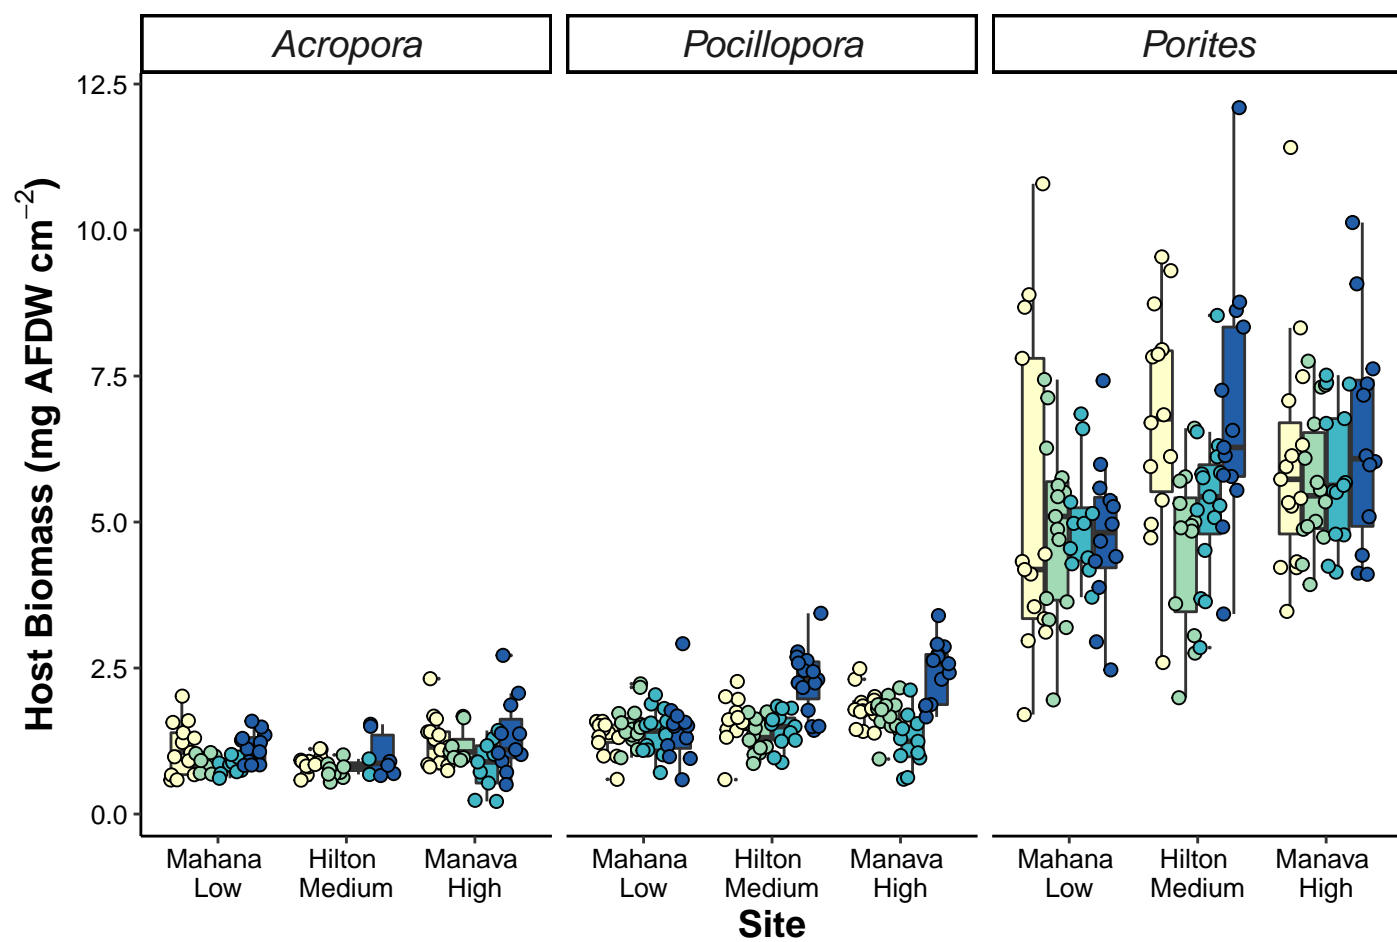 Acropora
Pocillopora
Porites
Host Biomass (mg AFDW cm⁻²)
12.5
10.0
7.5
5.0
2.5
0.0
Mahana
Low
Hilton
Medium
Manava
High
Mahana
Low
Hilton
Medium
Manava
High
Mahana
Low
Hilton
Medium
Manava
High
Site